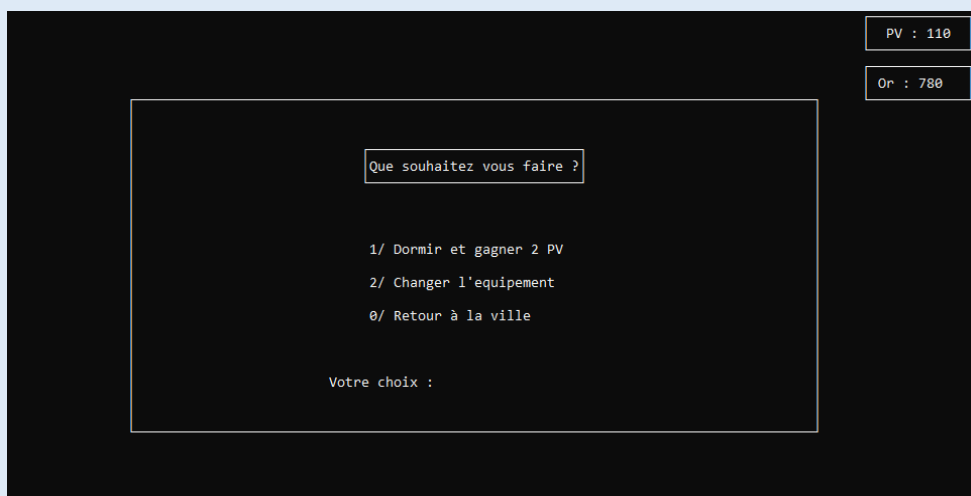 PV : 110
Or : 780
Que souhaitez vous faire ?
1/ Dormir et gagner 2 PV
2/ Changer l'equipement
0/ Retour à la ville
Votre choix :